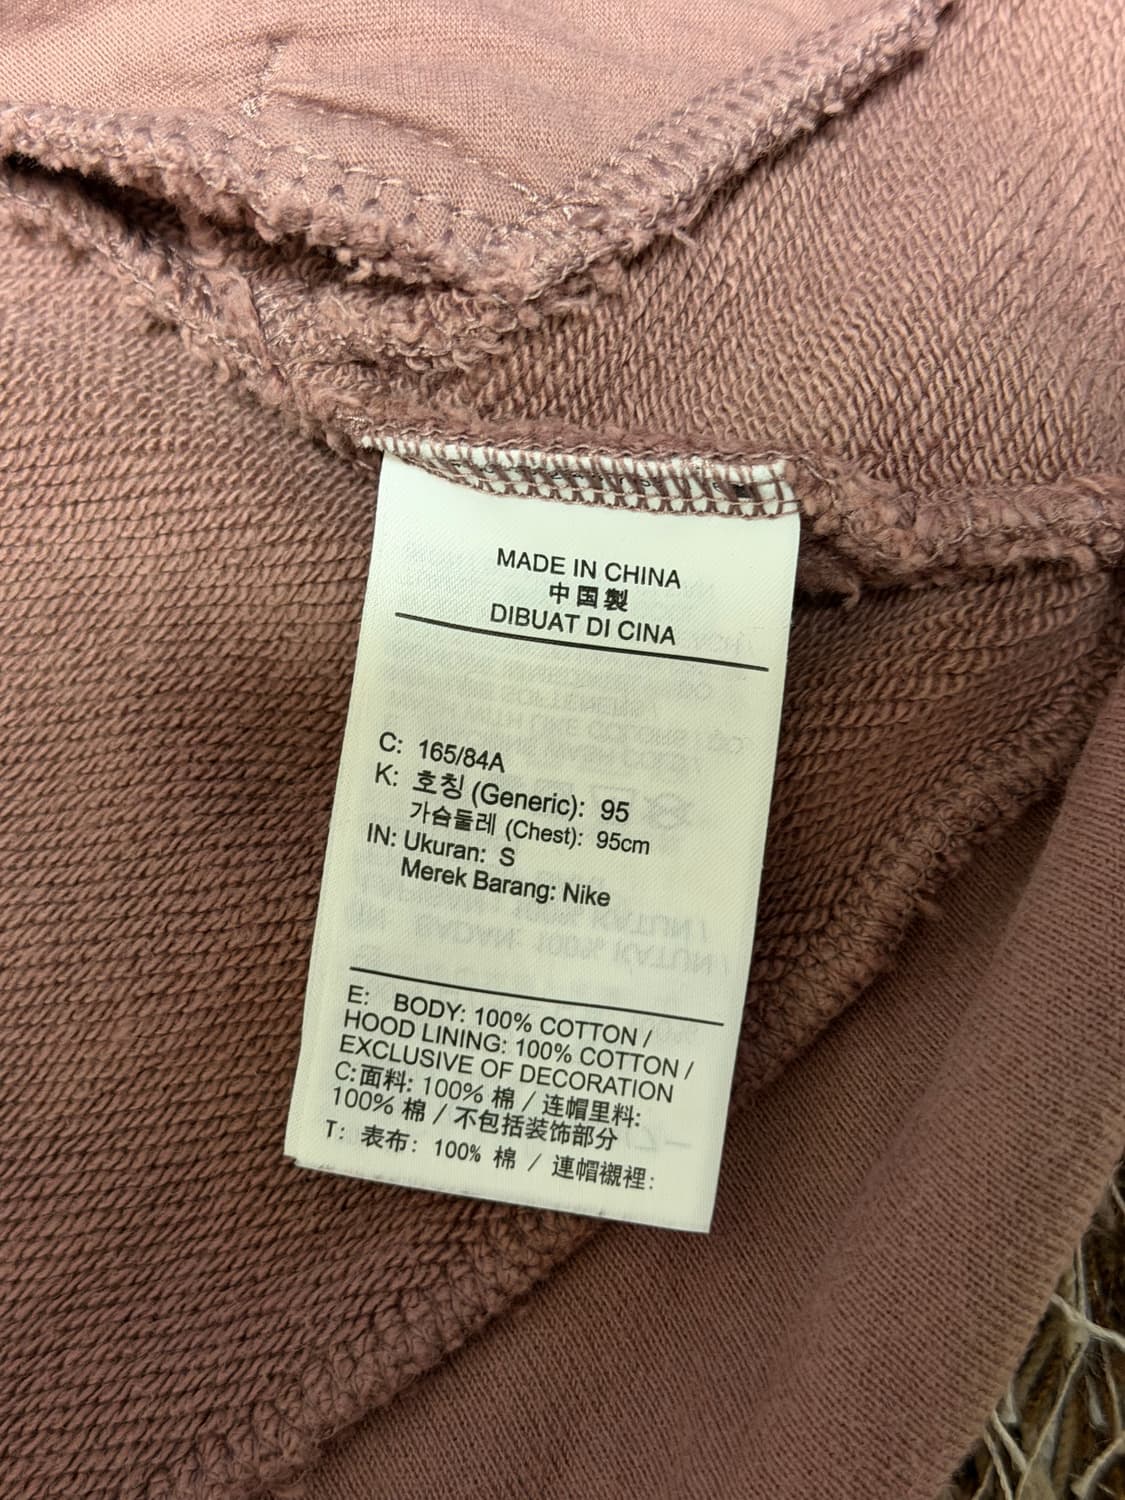 MADE IN CHINA
中国製
DIBUAT DI CINA
C: 165/84A
K: 호칭 (Generic): 95
가슴둘레 (Chest): 95cm
IN: Ukuran: S
Merek Barang: Nike
E: BODY: 100% COTTON /
HOOD LINING: 100% COTTON /
EXCLUSIVE OF DECORATION
C:面料: 100% 棉 / 连帽里料:
100% 棉 / 不包括装饰部分
T: 表布: 100% 棉 / 連帽襯裡: